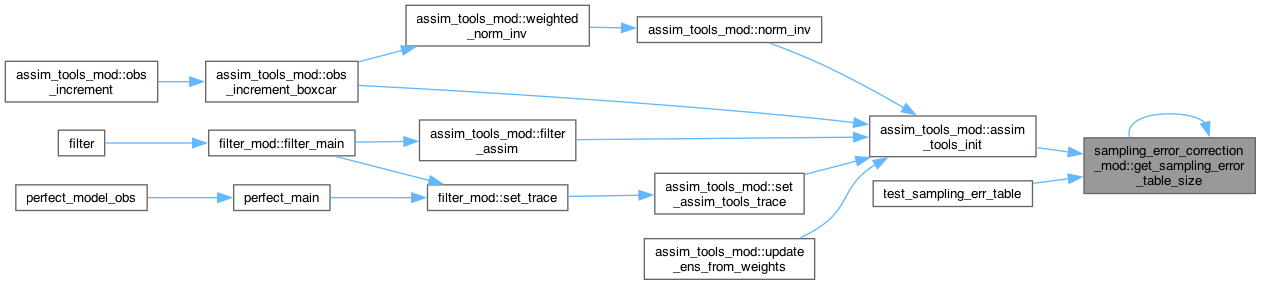 assim_tools_mod::weighted
_norm_inv
assim_tools_mod::norm_inv
assim_tools_mod::obs
_increment
assim_tools_mod::obs
_increment_boxcar
assim_tools_mod::filter
_assim
assim_tools_mod::assim
_tools_init
filter
filter_mod::filter_main
sampling_error_correction
_mod::get_sampling_error
_table_size
perfect_model_obs
perfect_main
filter_mod::set_trace
assim_tools_mod::set
_assim_tools_trace
test_sampling_err_table
assim_tools_mod::update
_ens_from_weights